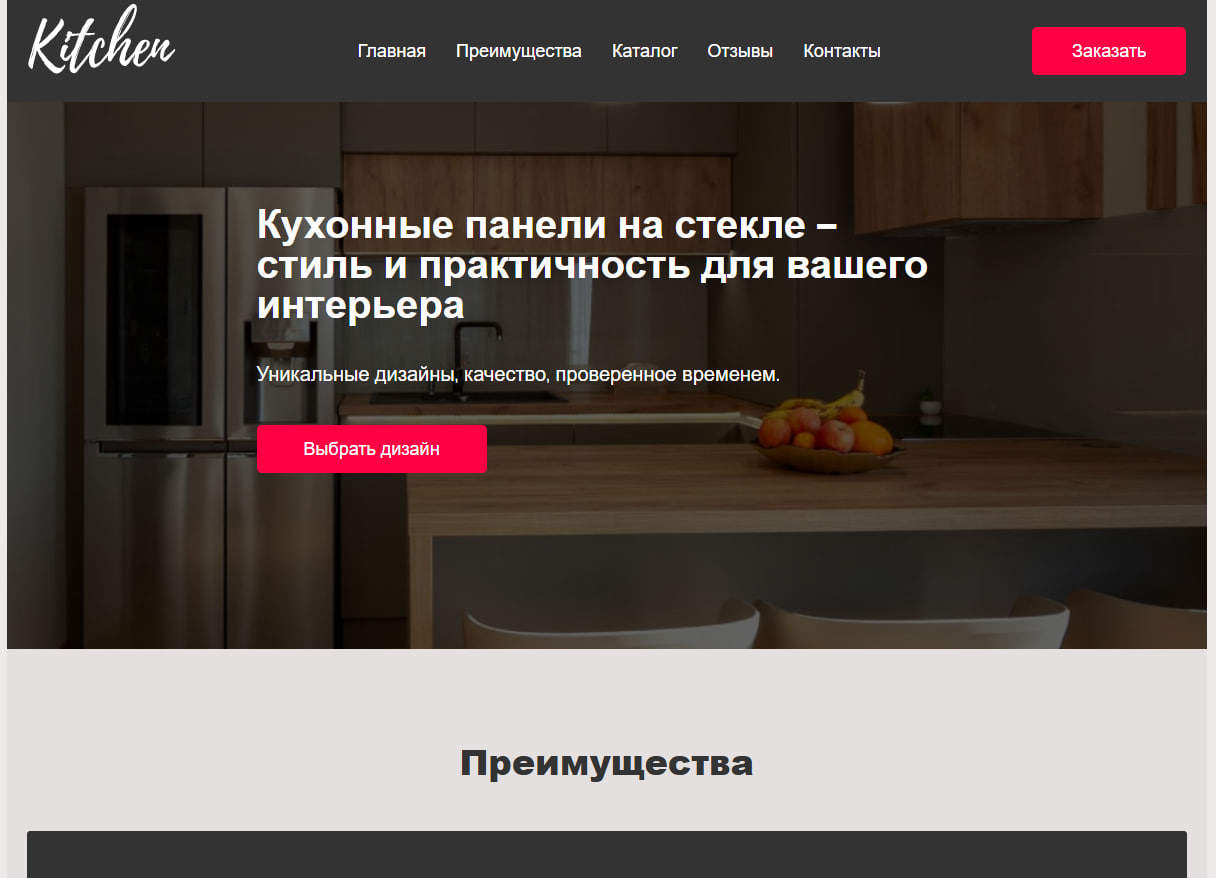 Kitchen
Главная Преимущества Каталог Отзывы Контакты
Заказать
Кухонные панели на стекле –
стиль и практичность для вашего
интерьера
Уникальные дизайны, качество, проверенное временем.
Выбрать дизайн
Преимущества